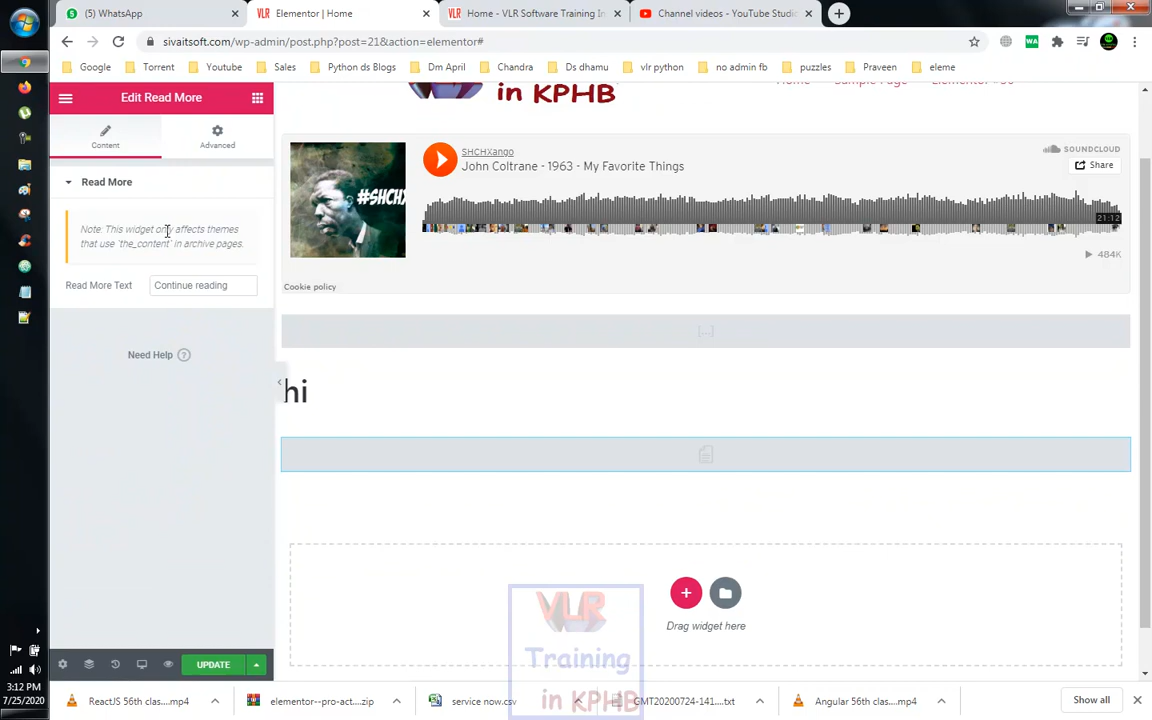 (5) WhatsApp
Elementor | Home
Home - VLR Software Training In
Channel videos - YouTube Studio
sivaitsoft.com/wp-admin/post.php?post=21&action=elementor#
Google
Torrent
Youtube
Sales
Python ds Blogs
Dm April
Chandra
Ds dhamu
vlr python
no admin fb
puzzles
Praveen
eleme
Edit Read More
Content
Advanced
Read More
Note: This widget only affects themes
that use 'the_content' in archive pages.
Read More Text
Continue reading
Need Help
UPDATE
in KPHB
#SHCHX
SHCHXango
John Coltrane - 1963 - My Favorite Things
SOUNDCLOUD
Share
21:12
484K
Cookie policy
hi
Drag widget here
VLR
Training
in KPHB
ReactJS 56th clas....mp4
elementor--pro-act....zip
service now.csv
GMT20200724-141....txt
Angular 56th clas....mp4
Show all
3:12 PM
7/25/2020